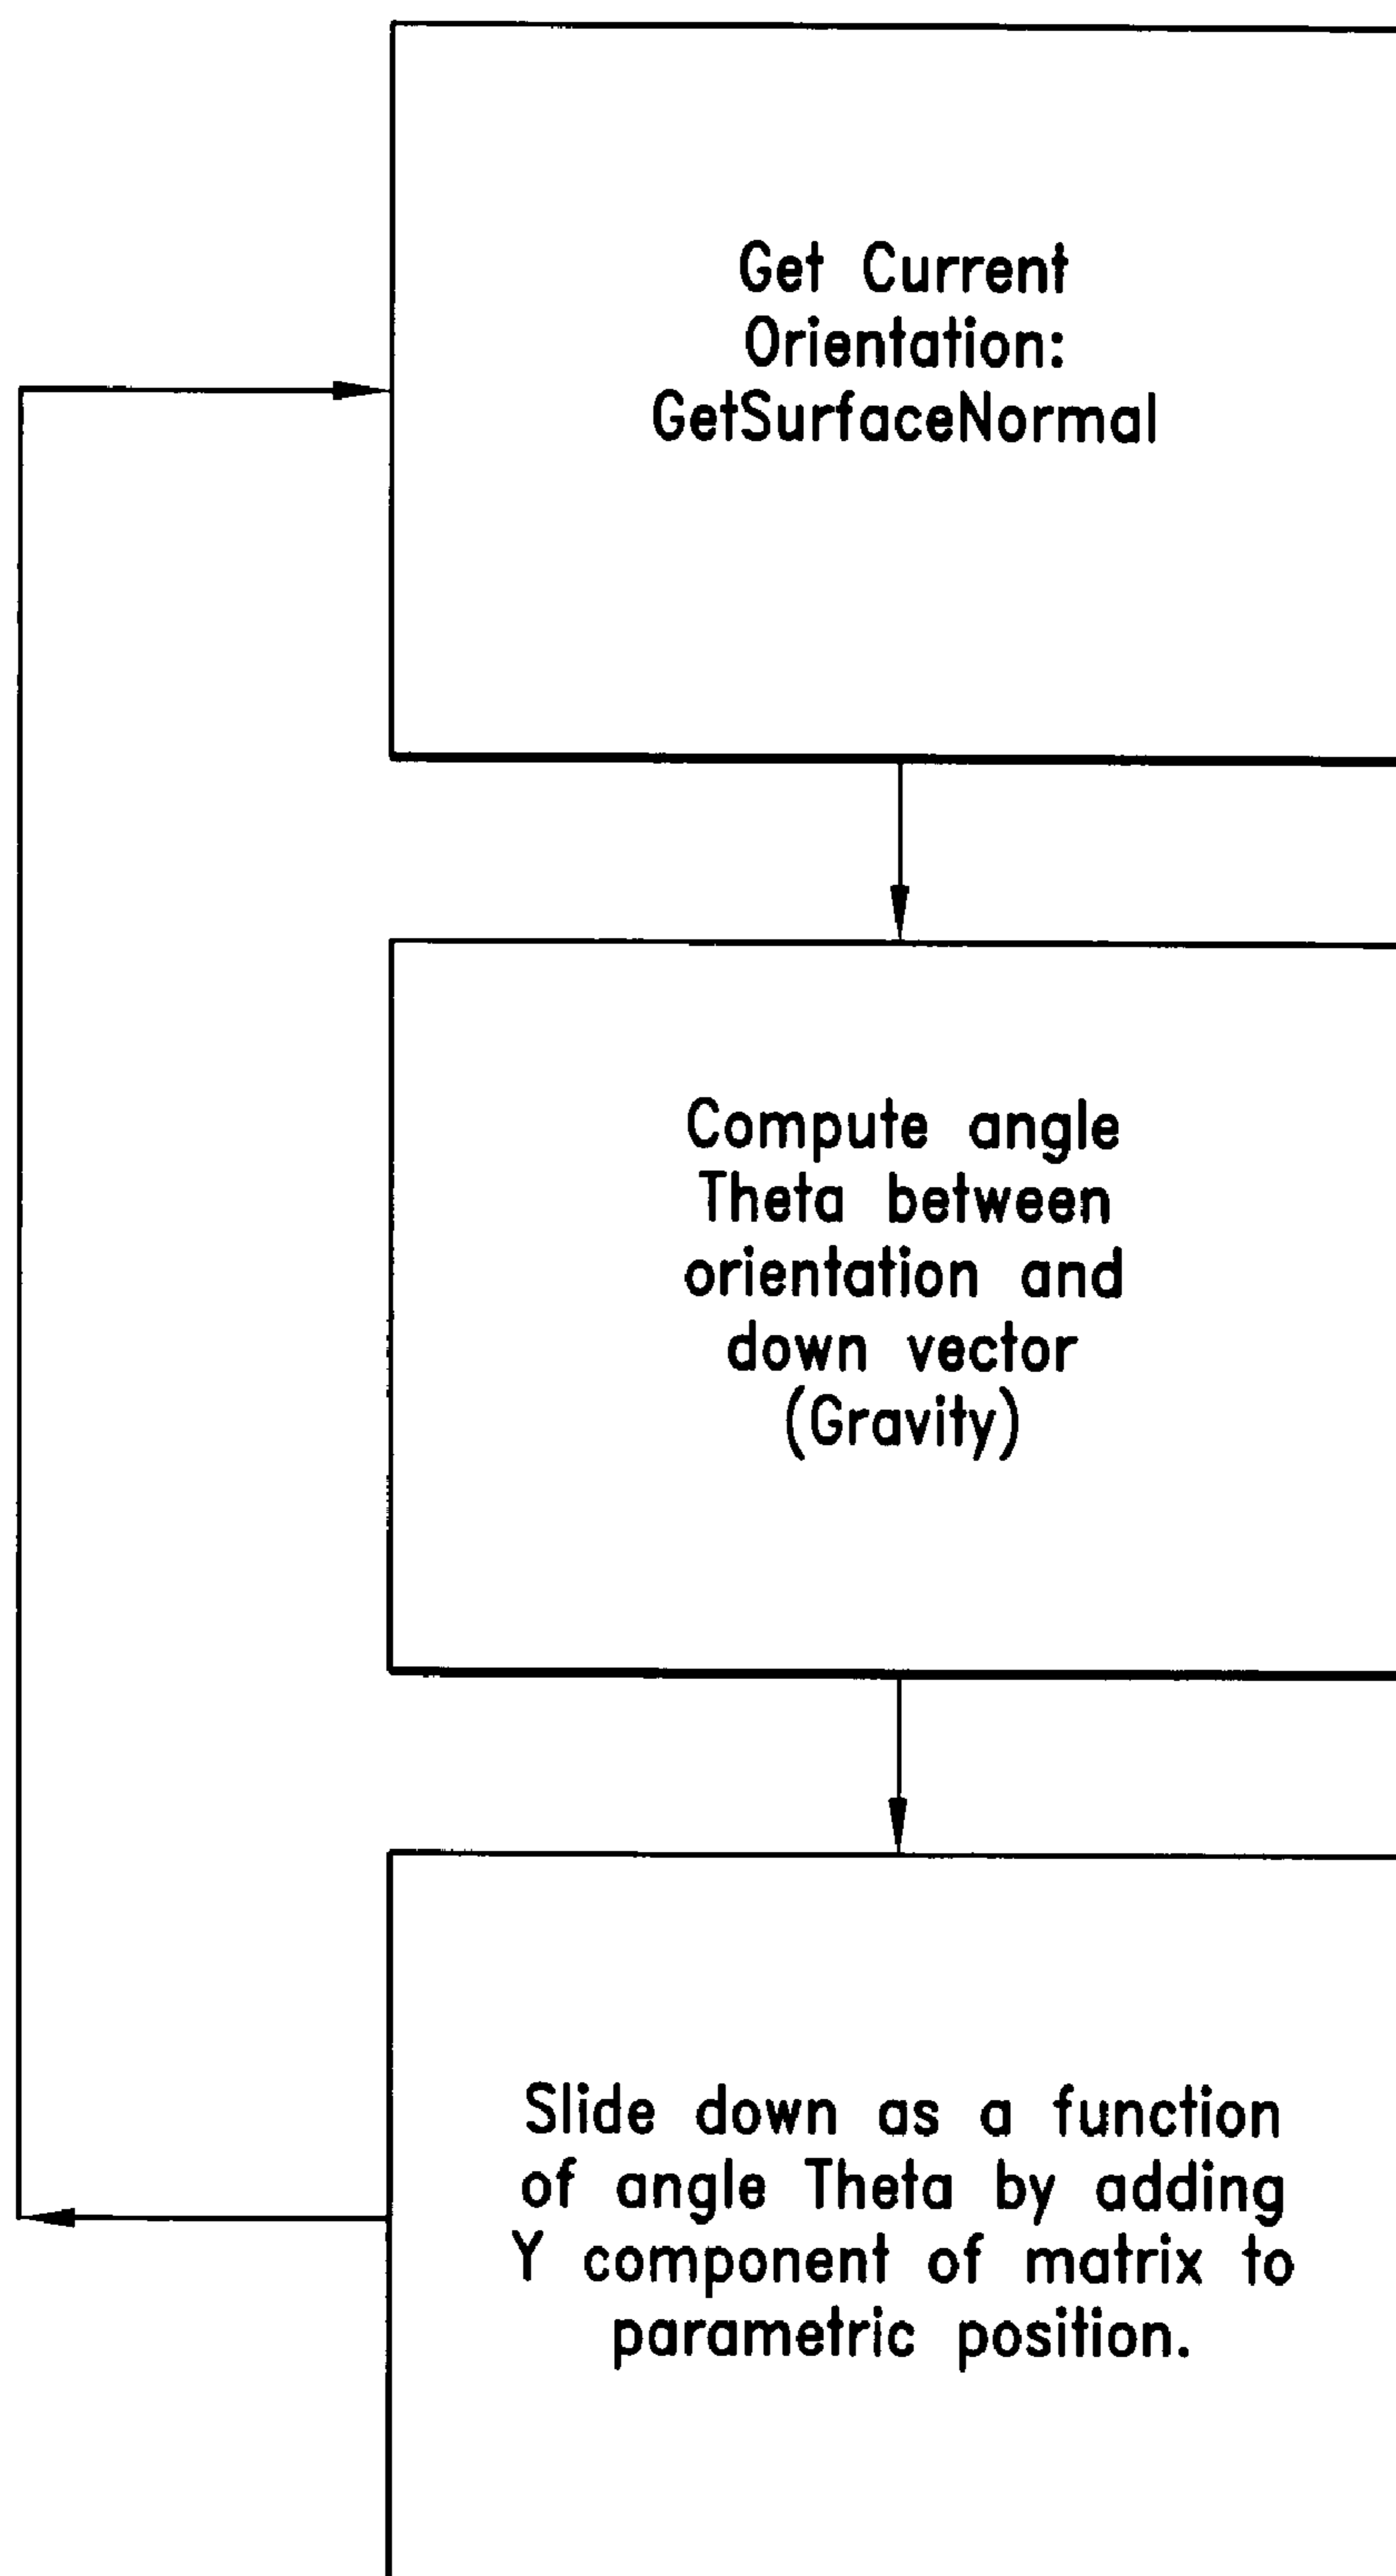 Get Current
Orientation:
GetSurfaceNormal
Compute angle
Theta between
orientation and
down vector
(Gravity)
Slide down as a function
of angle Theta by adding
Y component of matrix to
parametric position.